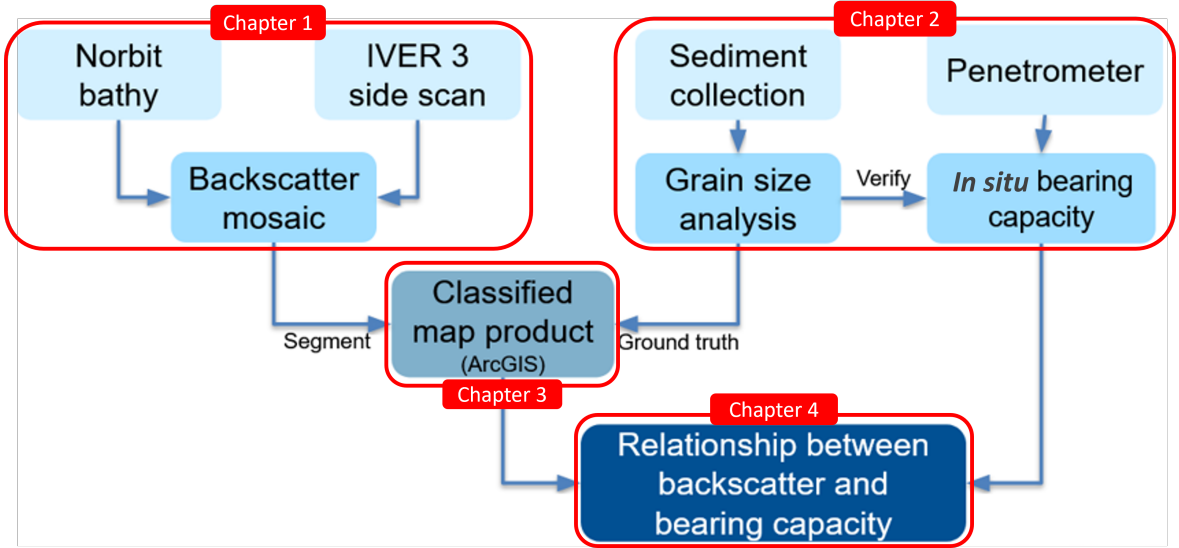 Chapter 1
Norbit
bathy
IVER 3
side scan
Backscatter
mosaic
Chapter 2
Sediment
collection
Penetrometer
Grain size
analysis
Verify
In situ bearing
capacity
Segment
Classified
map product
(ArcGIS)
Ground truth
Chapter 3
Chapter 4
Relationship between
backscatter and
bearing capacity